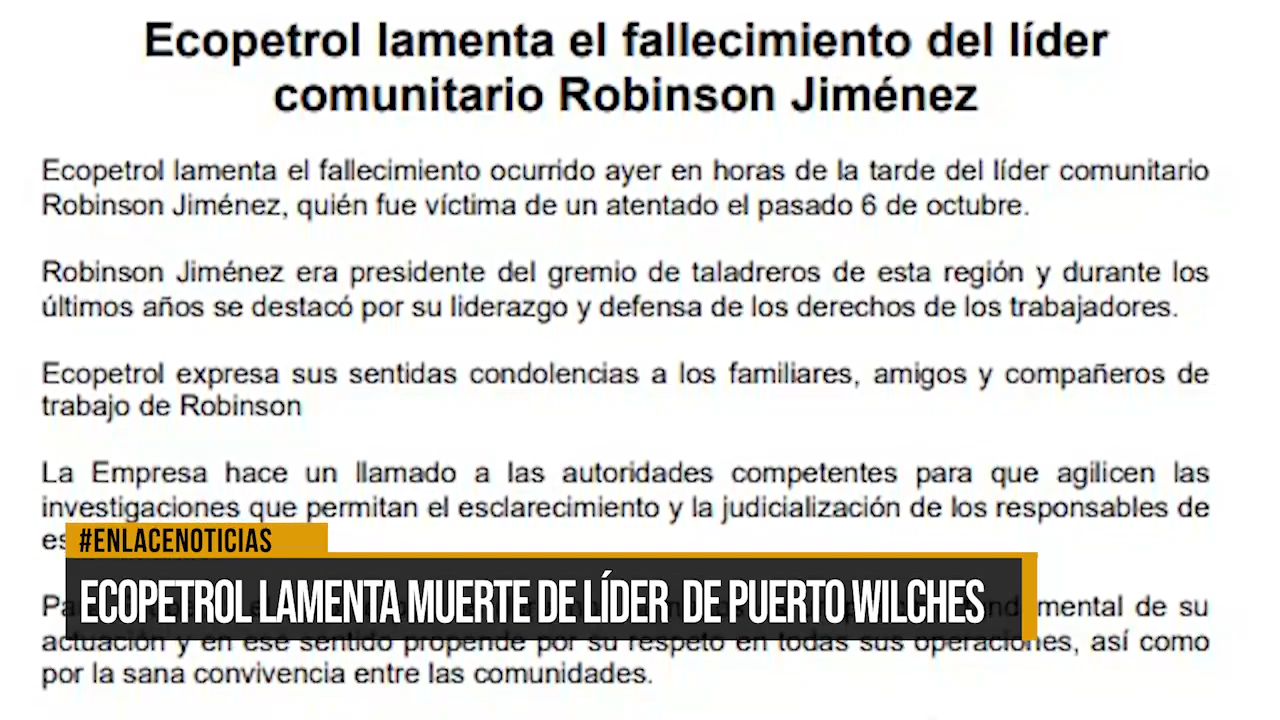 Ecopetrol lamenta el fallecimiento del líder
comunitario Robinson Jiménez
Ecopetrol lamenta el fallecimiento ocurrido ayer en horas de la tarde del líder comunitario
Robinson Jiménez, quién fue víctima de un atentado el pasado 6 de octubre.
Robinson Jiménez era presidente del gremio de taladreros de esta región y durante los
últimos años se destacó por su liderazgo y defensa de los derechos de los trabajadores.
Ecopetrol expresa sus sentidas condolencias a los familiares, amigos y compañeros de
trabajo de Robinson
La Empresa hace un llamado a las autoridades competentes para que agilicen las
investigaciones que permitan el esclarecimiento y la judicialización de los responsables de
#ENLACENOTICIAS
ECOPETROL LAMENTA MUERTE DE LÍDER DE PUERTO WILCHES
mental de su
actuación y en ese sentido propende por su respeto en todas sus operaciones, así como
por la sana convivencia entre las comunidades.